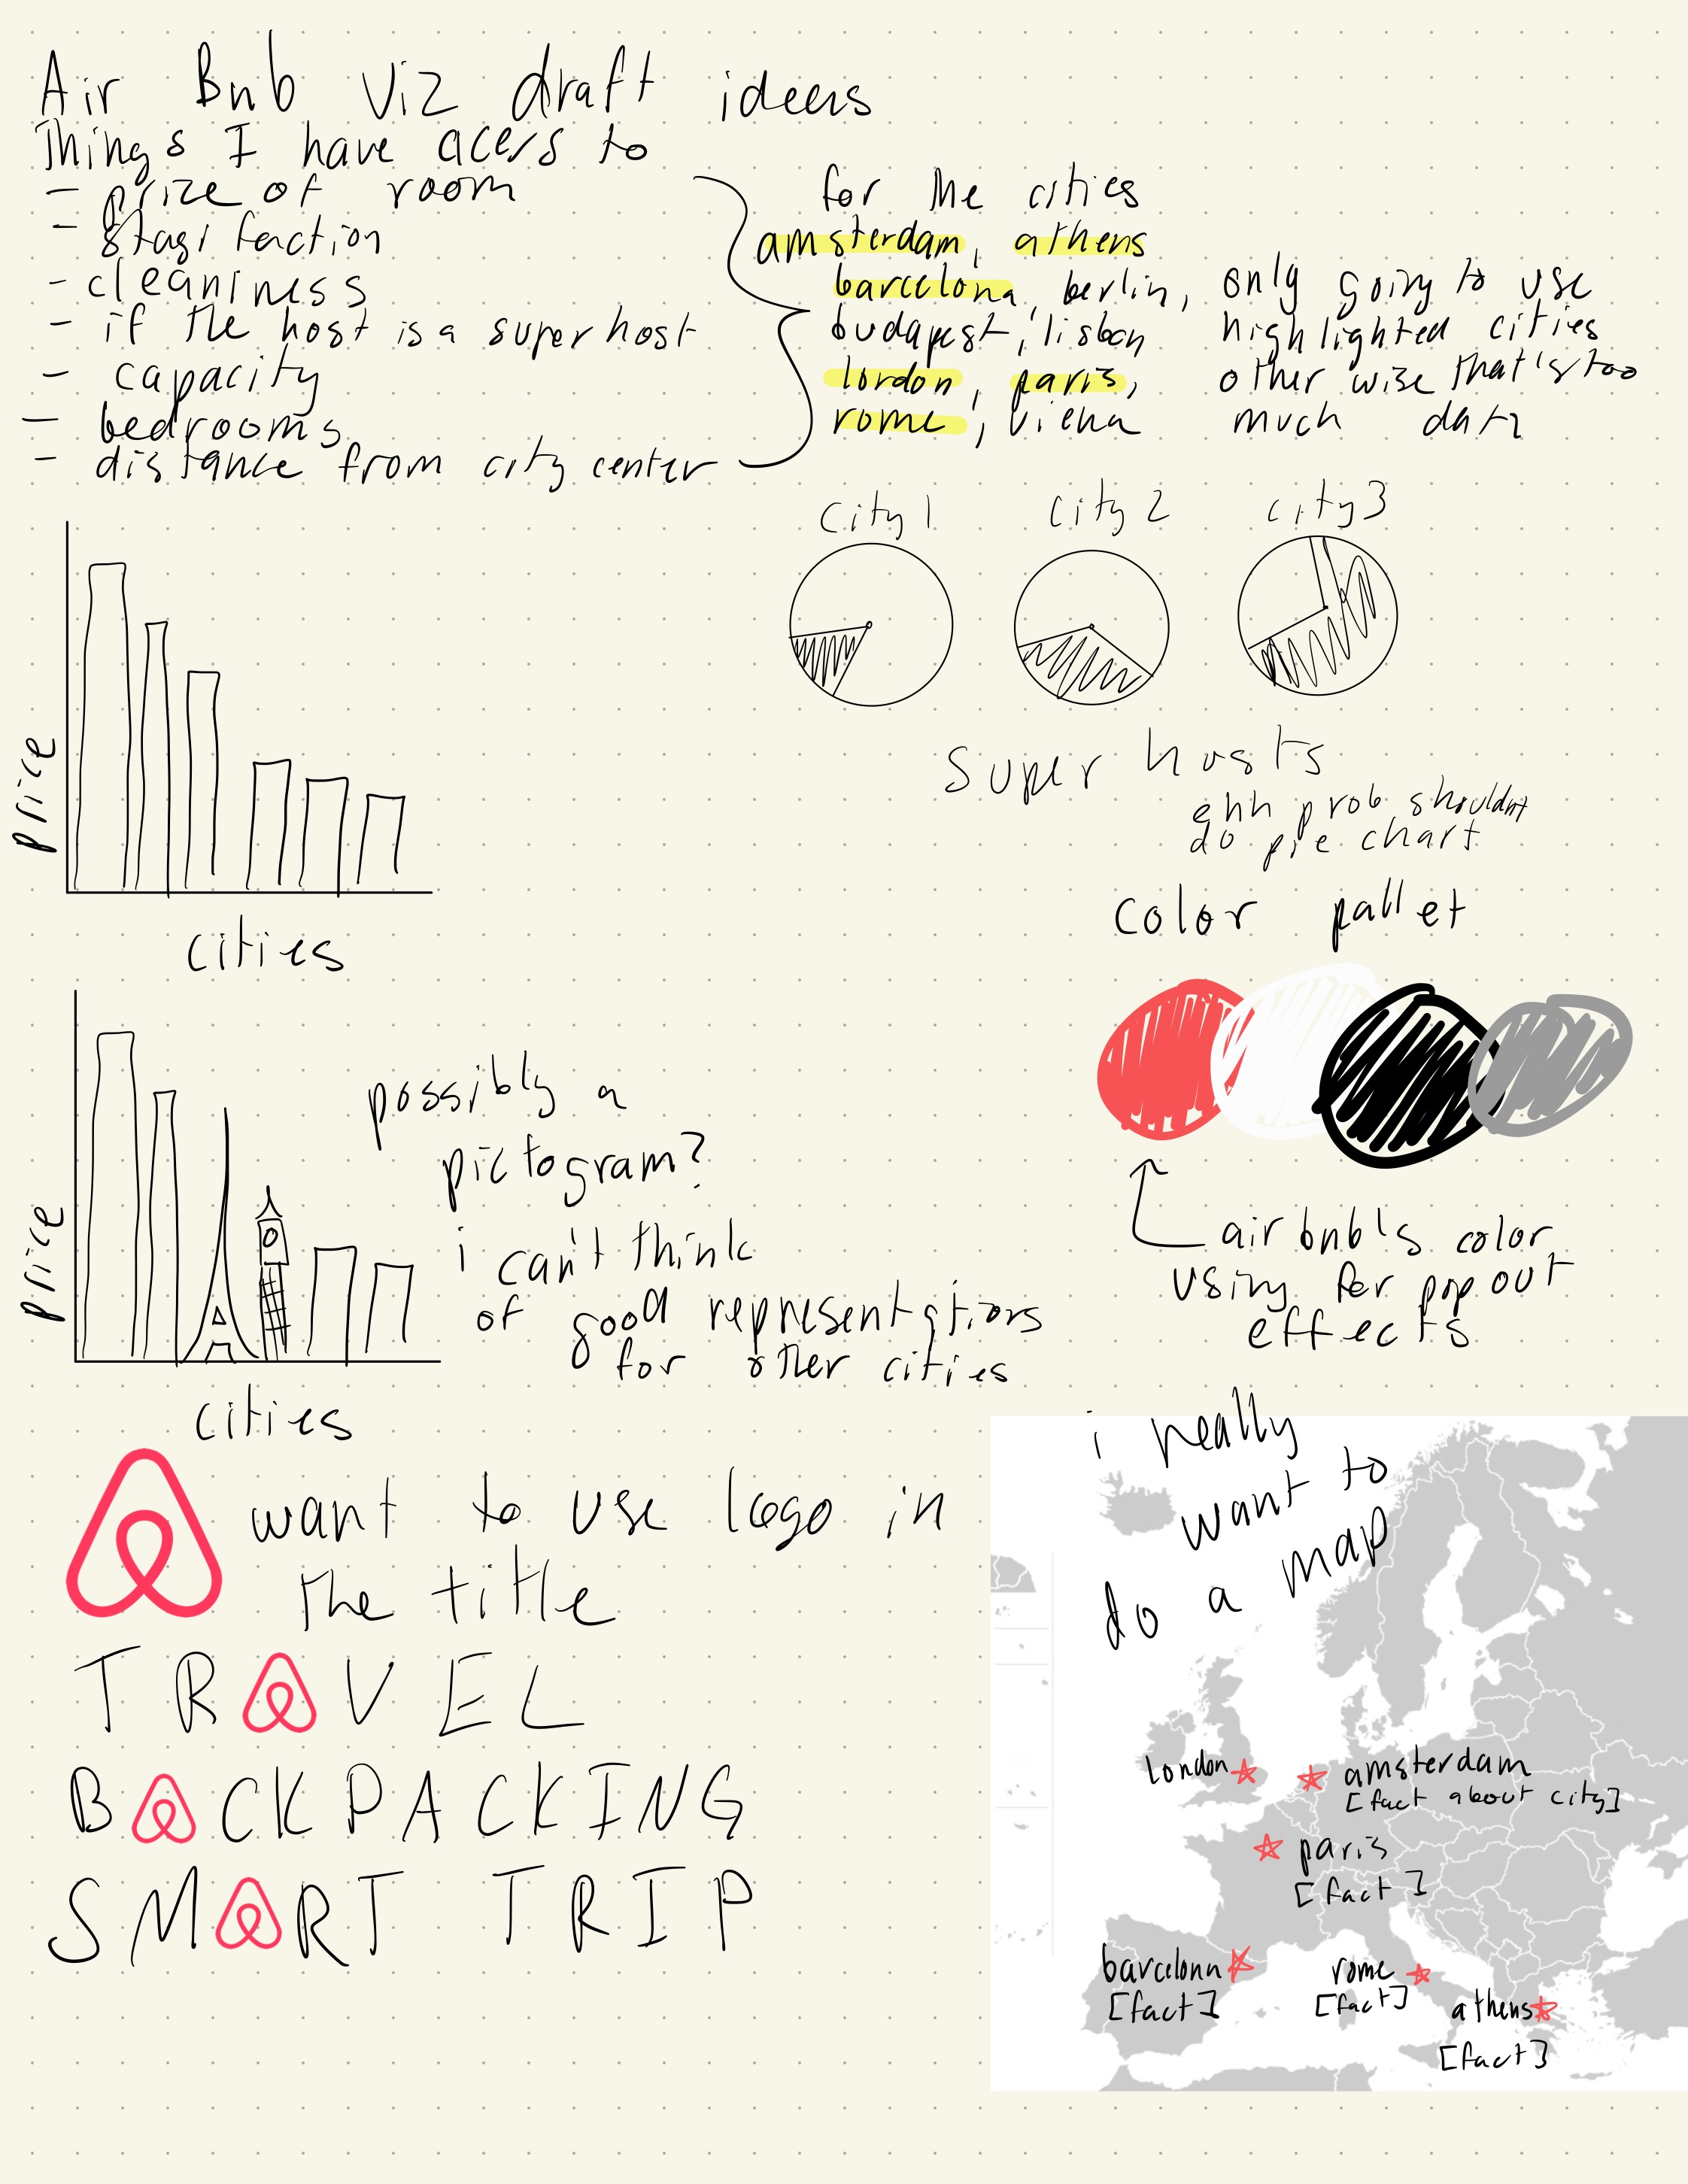 Air Bnb Viz draft ideas
Things I have acess to
- prize of room
- stasifaction
- cleaniness
- if the host is a super host
- capacity
- bedrooms
- distance from city center
for the cities
amsterdam, athens
barcelona, berlin,
budapest, lisbon
london, paris,
rome, viena
only going to use
highlighted cities
other wise that's too
much data
city 1
city 2
city 3
super hosts
ehh prob shouldnt
do pie chart
price
cities
color pallet
airbnb's color
using for pop out
effects
price
cities
possibly a
pictogram?
i can't think
of good representations
for other cities
want to use logo in
the title
TRAVEL
BACKPACKING
SMART TRIP
i really
want to
do a map
london
amsterdam
[fact about city]
paris
[fact]
barcelona
[fact]
rome
[fact]
athens
[fact]